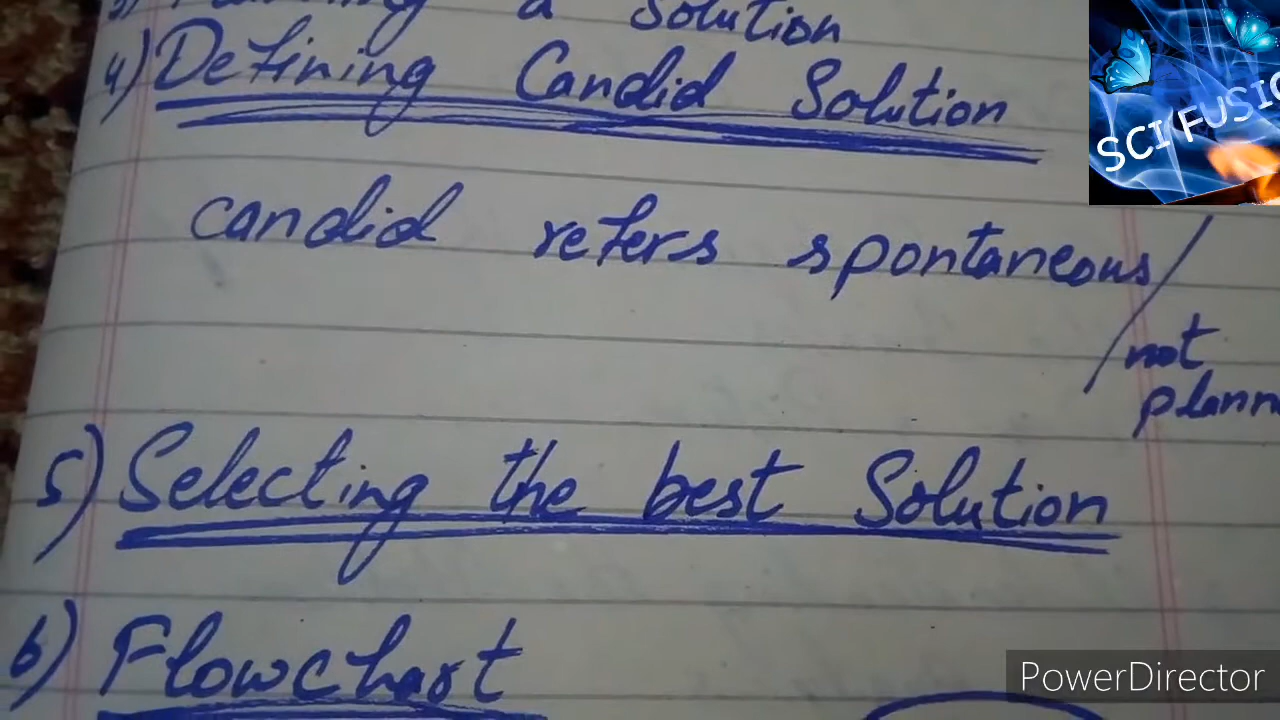 a Solution
4) Defining Candid Solution
candid refers spontaneous/
/not
plann
5) Selecting the best Solution
6) Flowchart
SCI FUSIO
PowerDirector